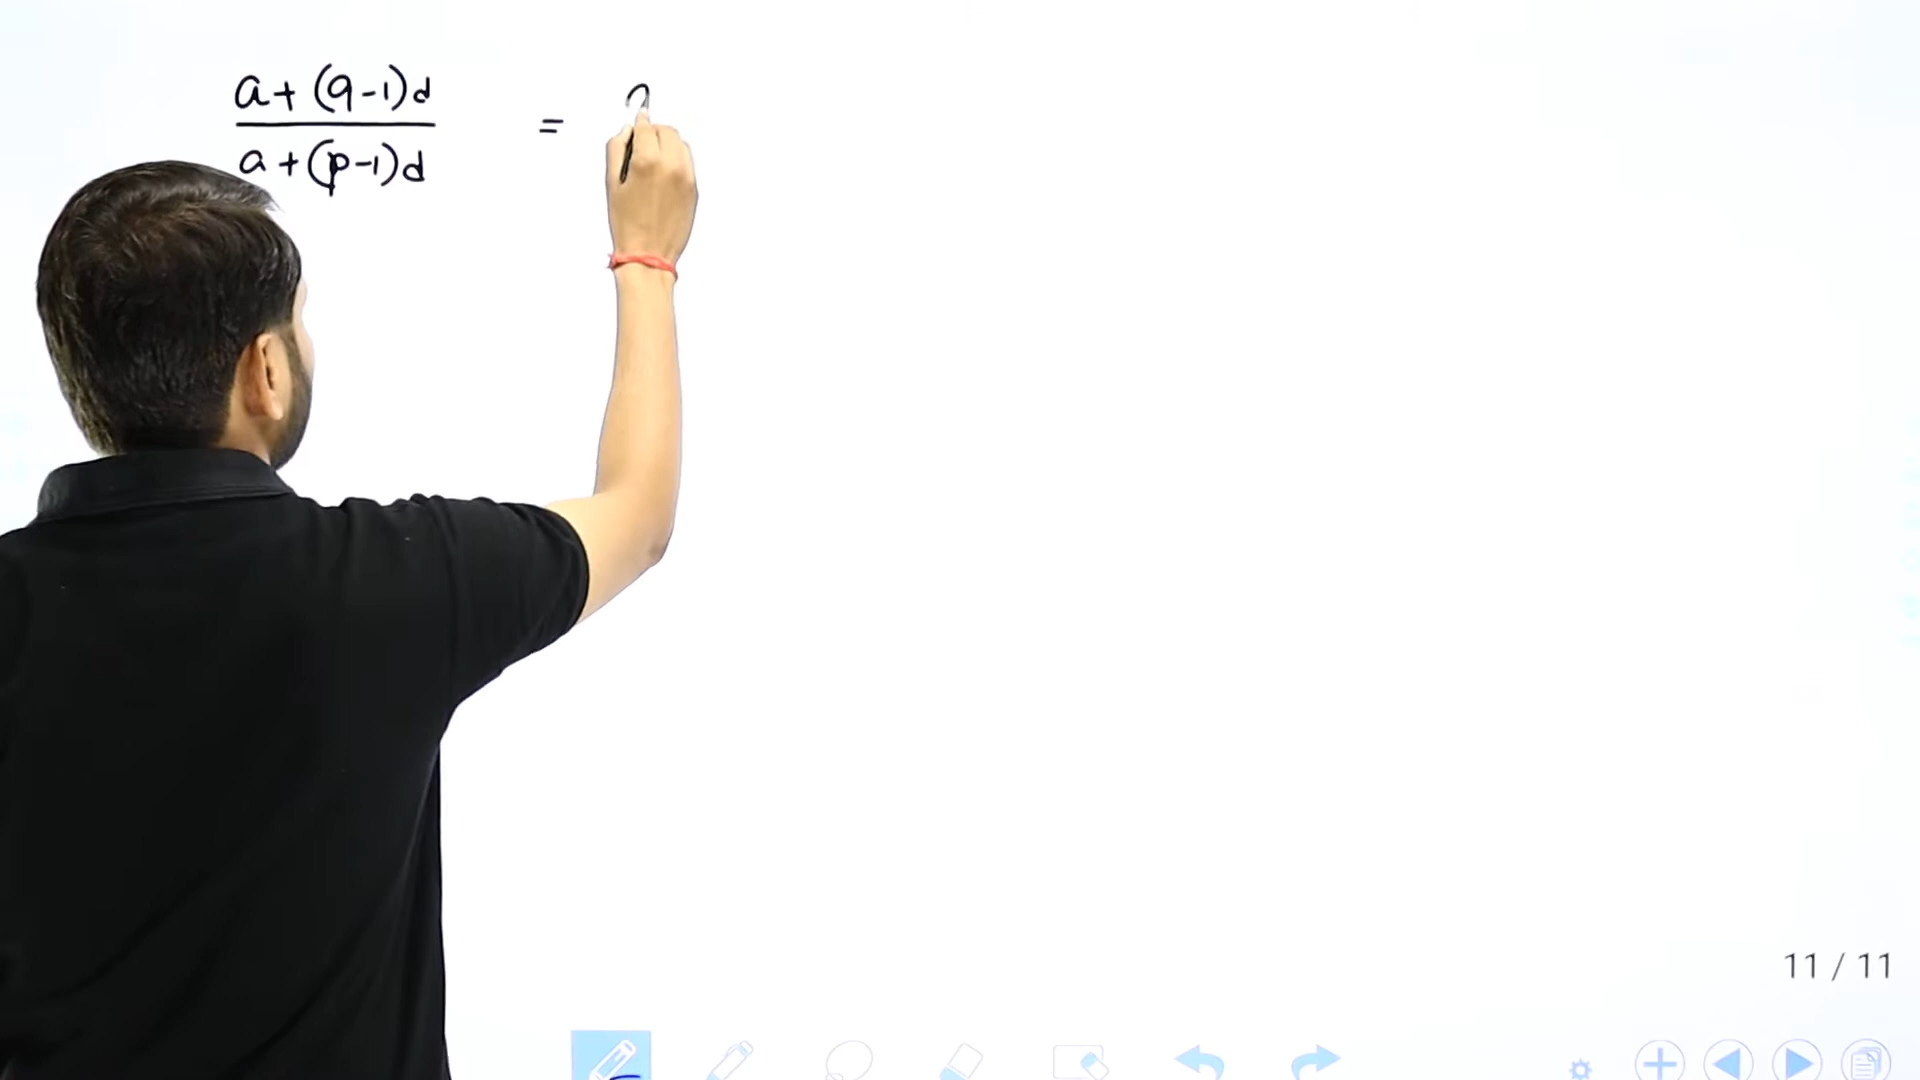 a + (q-1)d
a + (p-1)d
=
11 / 11